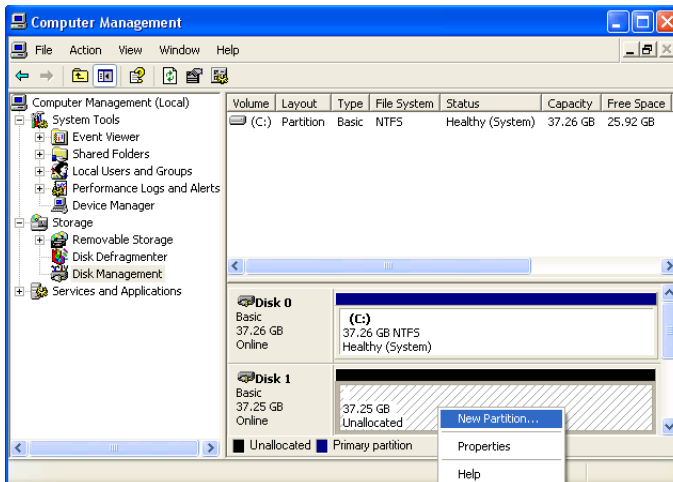 Computer Management
File Action View Window Help
Computer Management (Local)
System Tools
Event Viewer
Shared Folders
Local Users and Groups
Performance Logs and Alerts
Device Manager
Storage
Removable Storage
Disk Defragmenter
Disk Management
Services and Applications
Volume Layout Type File System Status Capacity Free Space
(C:) Partition Basic NTFS Healthy (System) 37.26 GB 25.92 GB
Disk 0
Basic
37.26 GB
Online
(C:)
37.26 GB NTFS
Healthy (System)
Disk 1
Basic
37.25 GB
Online
37.25 GB
Unallocated
New Partition...
Properties
Help
Unallocated Primary partition